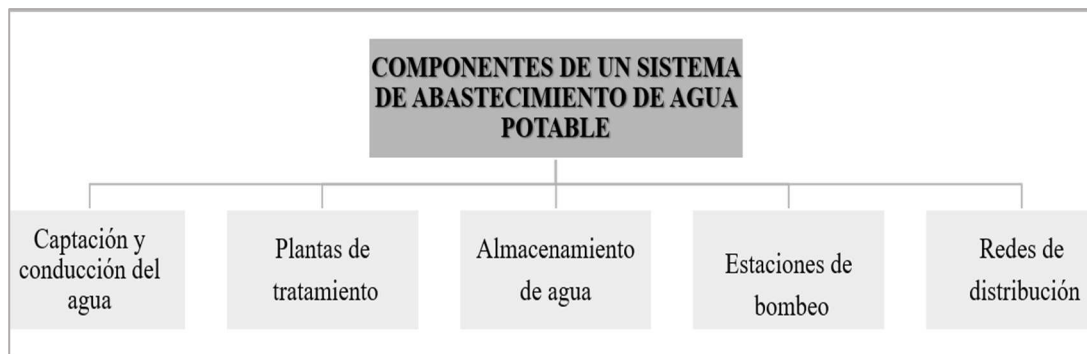 COMPONENTES DE UN SISTEMA
DE ABASTECIMIENTO DE AGUA
POTABLE
Captación y
conducción del
agua
Plantas de
tratamiento
Almacenamiento
de agua
Estaciones de
bombeo
Redes de
distribución